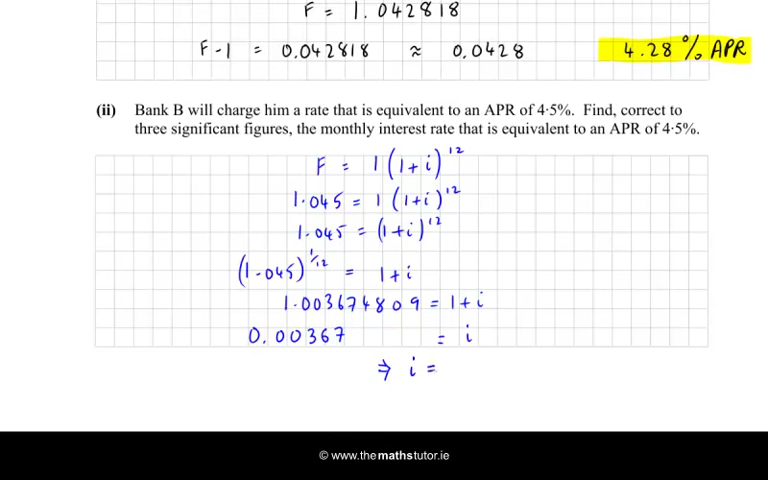 F = 1.042818
F-1 = 0.042818 ≈ 0.0428 4.28% APR
(ii) Bank B will charge him a rate that is equivalent to an APR of 4·5%. Find, correct to
three significant figures, the monthly interest rate that is equivalent to an APR of 4·5%.
F = 1(1+i)^12
1.045 = 1(1+i)^12
1.045 = (1+i)^12
(1.045)^1/12 = 1+i
1.003674809 = 1+i
0.00367 = i
⇒ i =
© www.themathstutor.ie